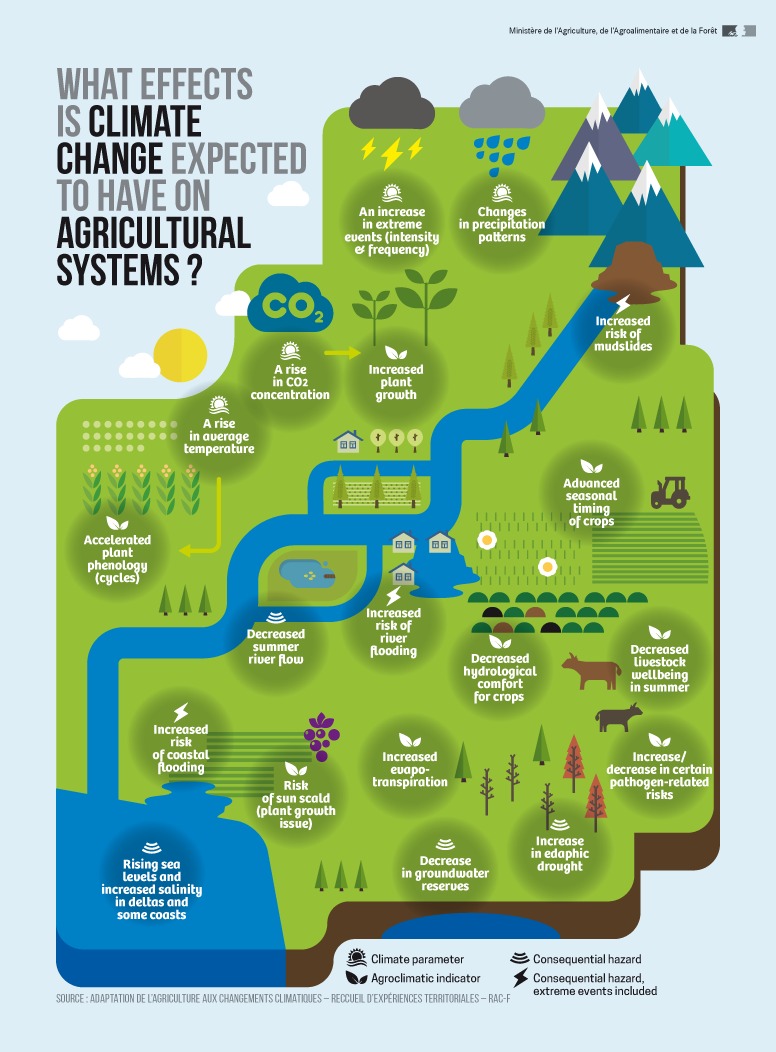 Ministère de l'Agriculture, de l'Agroalimentaire et de la Forêt
WHAT EFFECTS
IS CLIMATE
CHANGE EXPECTED
TO HAVE ON
AGRICULTURAL
SYSTEMS ?
An increase
in extreme
events (intensity
& frequency)
Changes
in precipitation
patterns
CO2
Increased
risk of
mudslides
A rise
in CO2
concentration
Increased
plant
growth
A rise
in average
temperature
Advanced
seasonal
timing
of crops
Accelerated
plant
phenology
(cycles)
Decreased
summer
river flow
Increased
risk of
river
flooding
Decreased
hydrological
comfort
for crops
Decreased
livestock
wellbeing
in summer
Increased
risk
of coastal
flooding
Risk
of sun scald
(plant growth
issue)
Increased
evapo-
transpiration
Increase/
decrease in certain
pathogen-related
risks
Rising sea
levels and
increased salinity
in deltas and
some coasts
Decrease
in groundwater
reserves
Increase
in edaphic
drought
Climate parameter
Agroclimatic indicator
Consequential hazard
Consequential hazard,
extreme events included
SOURCE : ADAPTATION DE L'AGRICULTURE AUX CHANGEMENTS CLIMATIQUES – RECCUEIL D'EXPÉRIENCES TERRITORIALES – RAC-F